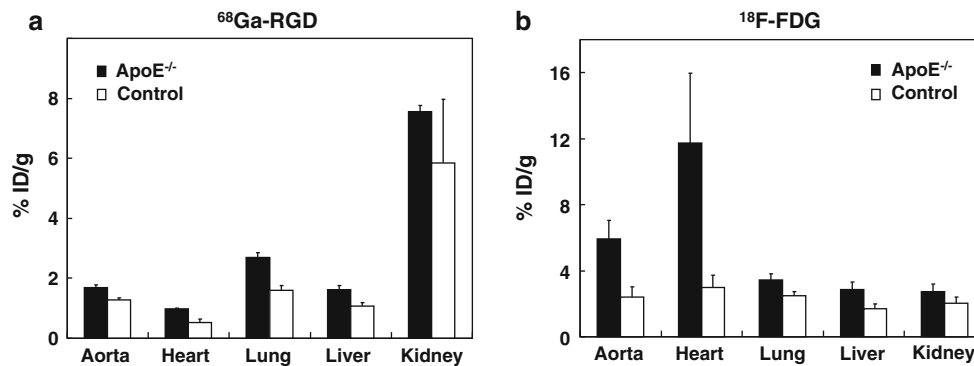 a
⁶⁸Ga-RGD
ApoE⁻/⁻
Control
% ID/g
8
6
4
2
0
Aorta Heart Lung Liver Kidney
b
¹⁸F-FDG
ApoE⁻/⁻
Control
% ID/g
16
12
8
4
0
Aorta Heart Lung Liver Kidney